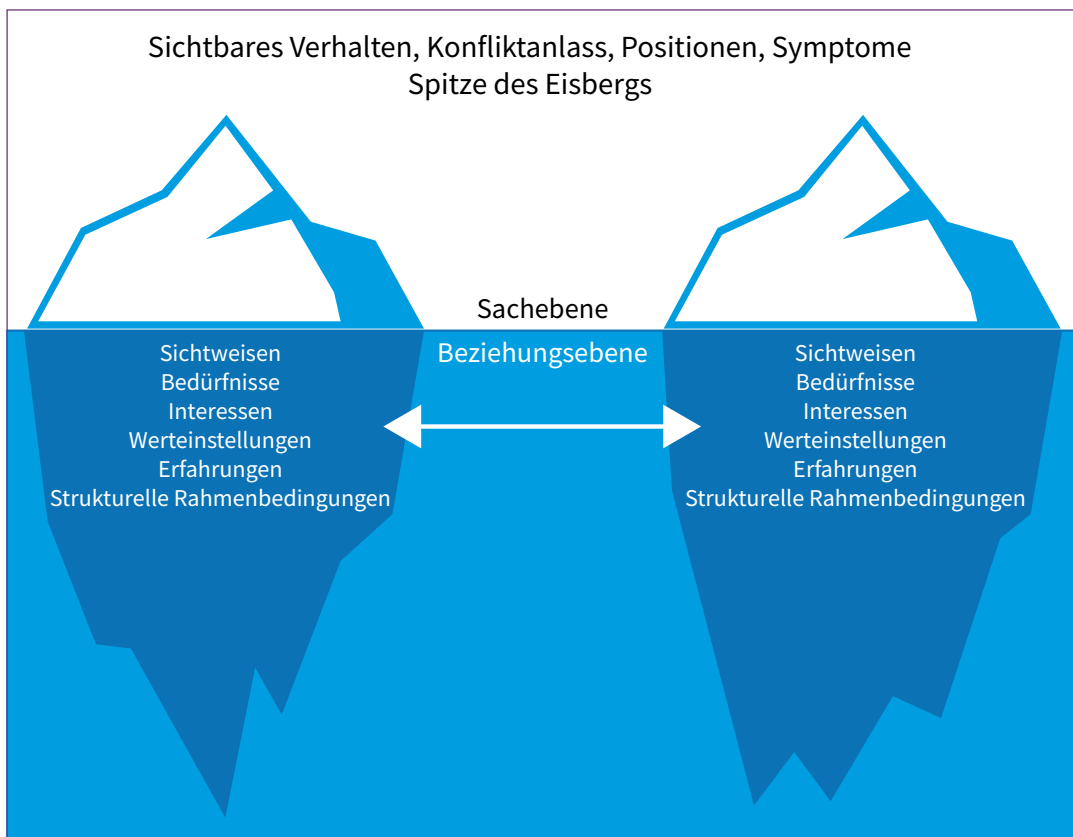 Sichtbares Verhalten, Konfliktanlass, Positionen, Symptome
Spitze des Eisbergs
Sachebene
Beziehungsebene
Sichtweisen
Bedürfnisse
Interessen
Werteinstellungen
Erfahrungen
Strukturelle Rahmenbedingungen
Sichtweisen
Bedürfnisse
Interessen
Werteinstellungen
Erfahrungen
Strukturelle Rahmenbedingungen